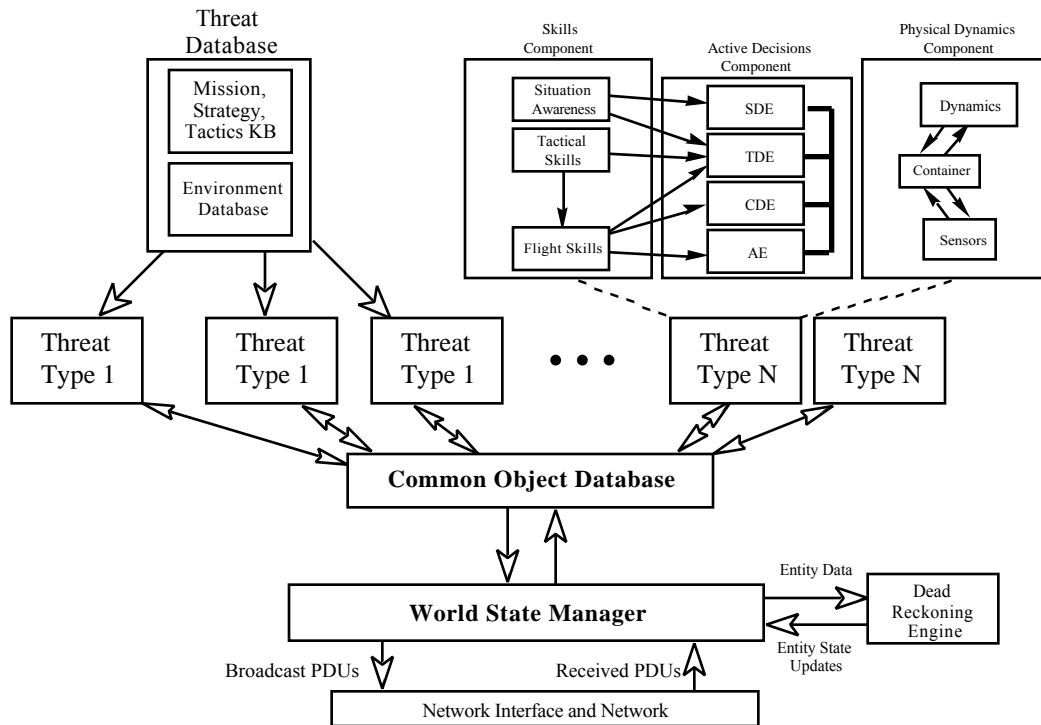 Threat
Database
Mission,
Strategy,
Tactics KB
Environment
Database
Skills
Component
Situation
Awareness
Tactical
Skills
Flight Skills
Active Decisions
Component
SDE
TDE
CDE
AE
Physical Dynamics
Component
Dynamics
Container
Sensors
Threat
Type 1
Threat
Type 1
Threat
Type 1
• • •
Threat
Type N
Threat
Type N
Common Object Database
World State Manager
Entity Data
Entity State
Updates
Dead
Reckoning
Engine
Broadcast PDUs
Received PDUs
Network Interface and Network